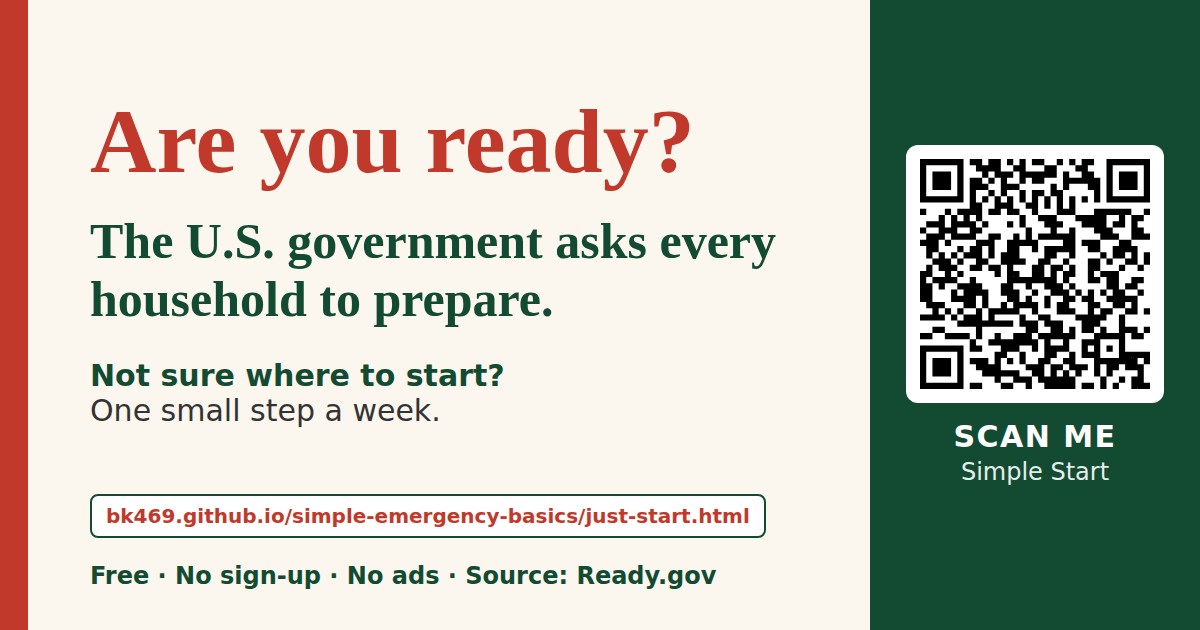 Are you ready?
The U.S. government asks every
household to prepare.
Not sure where to start?
One small step a week.
bk469.github.io/simple-emergency-basics/just-start.html
Free · No sign-up · No ads · Source: Ready.gov
SCAN ME
Simple Start